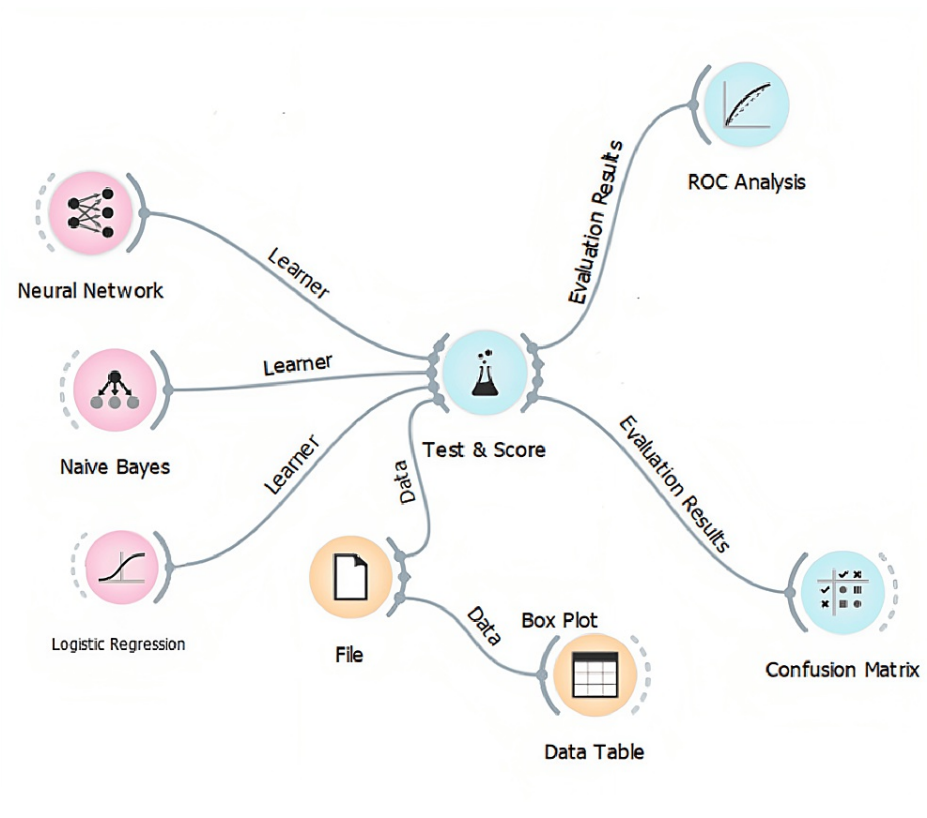 ROC Analysis
Evaluation Results
Neural Network
Learner
Learner
Naive Bayes
Test & Score
Learner
Data
Evaluation Results
Logistic Regression
File
Data
Box Plot
Data Table
Confusion Matrix